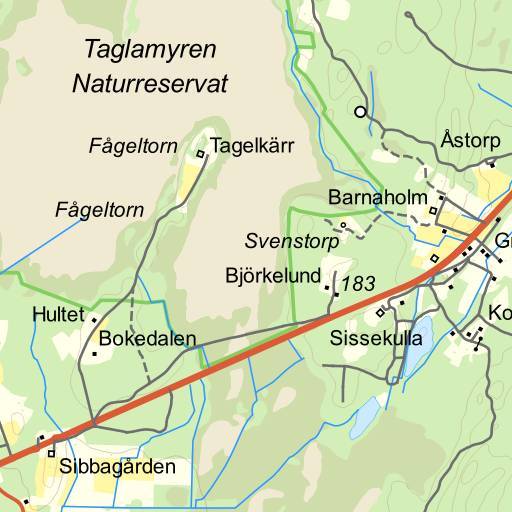 Taglamyren
Naturreservat
Fågeltorn
Tagelkärr
Åstorp
Fågeltorn
Barnaholm
Svenstorp
Björkelund
183
Hultet
Bokedalen
Sissekulla
Sibbagården